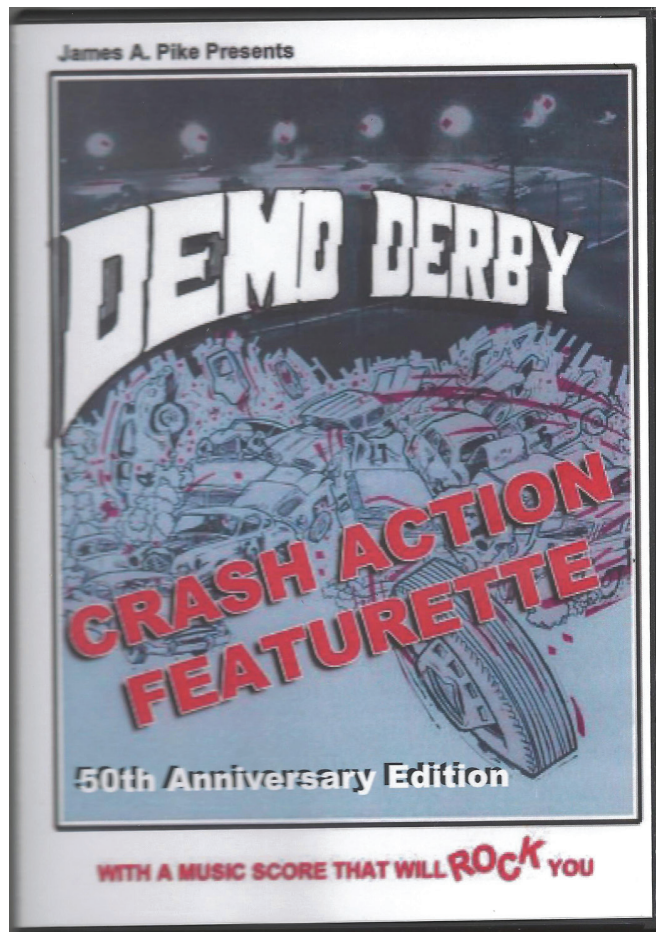 James A. Pike Presents
DEMO DERBY
CRASH ACTION
FEATURETTE
50th Anniversary Edition
WITH A MUSIC SCORE THAT WILL ROCK YOU